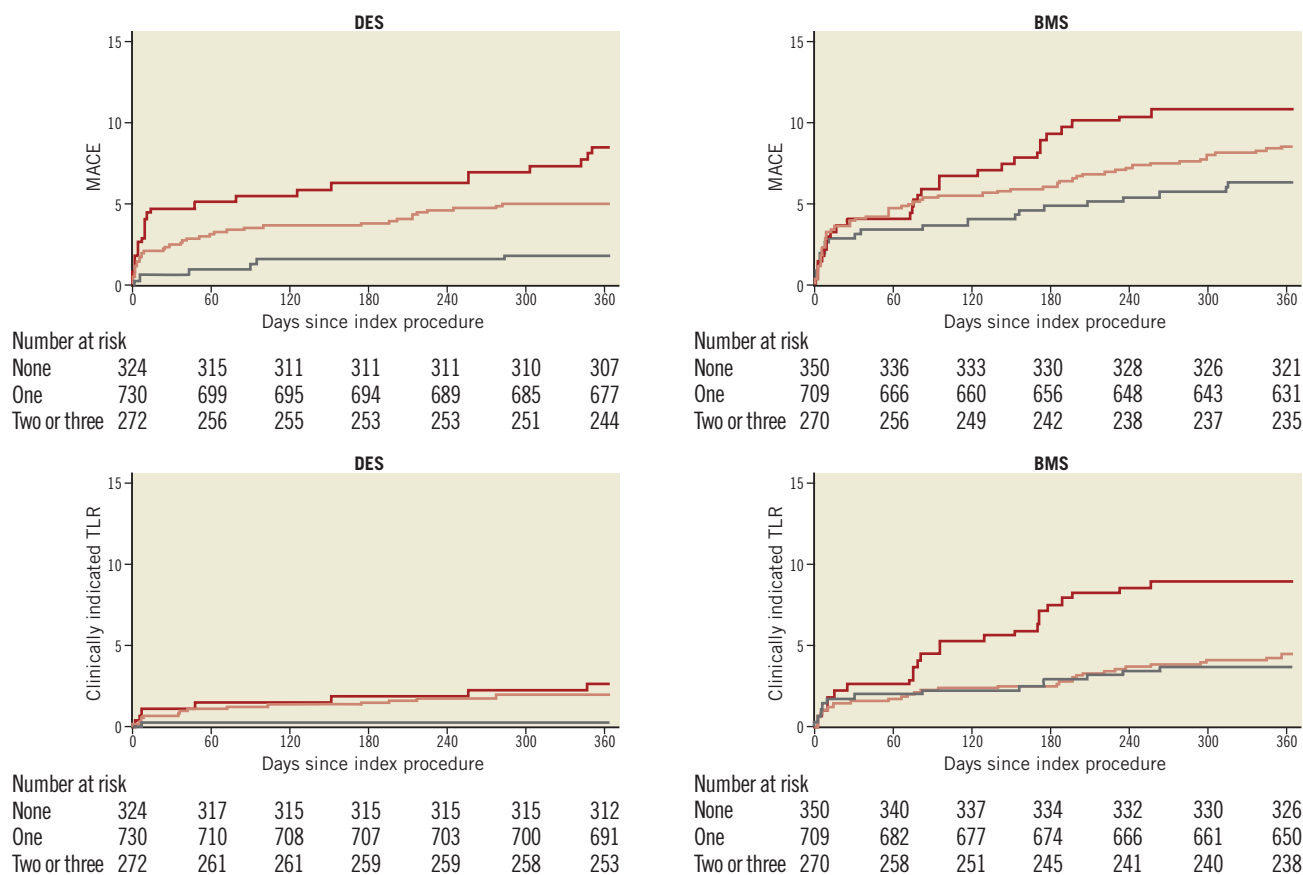 DES
15
10
5
0
MACE
0 60 120 180 240 300 360
Days since index procedure
Number at risk
None 324 315 311 311 311 310 307
One 730 699 695 694 689 685 677
Two or three 272 256 255 253 253 251 244
BMS
15
10
5
0
MACE
0 60 120 180 240 300 360
Days since index procedure
Number at risk
None 350 336 333 330 328 326 321
One 709 666 660 656 648 643 631
Two or three 270 256 249 242 238 237 235
DES
15
10
5
0
Clinically indicated TLR
0 60 120 180 240 300 360
Days since index procedure
Number at risk
None 324 317 315 315 315 315 312
One 730 710 708 707 703 700 691
Two or three 272 261 261 259 259 258 253
BMS
15
10
5
0
Clinically indicated TLR
0 60 120 180 240 300 360
Days since index procedure
Number at risk
None 350 340 337 334 332 330 326
One 709 682 677 674 666 661 650
Two or three 270 258 251 245 241 240 238